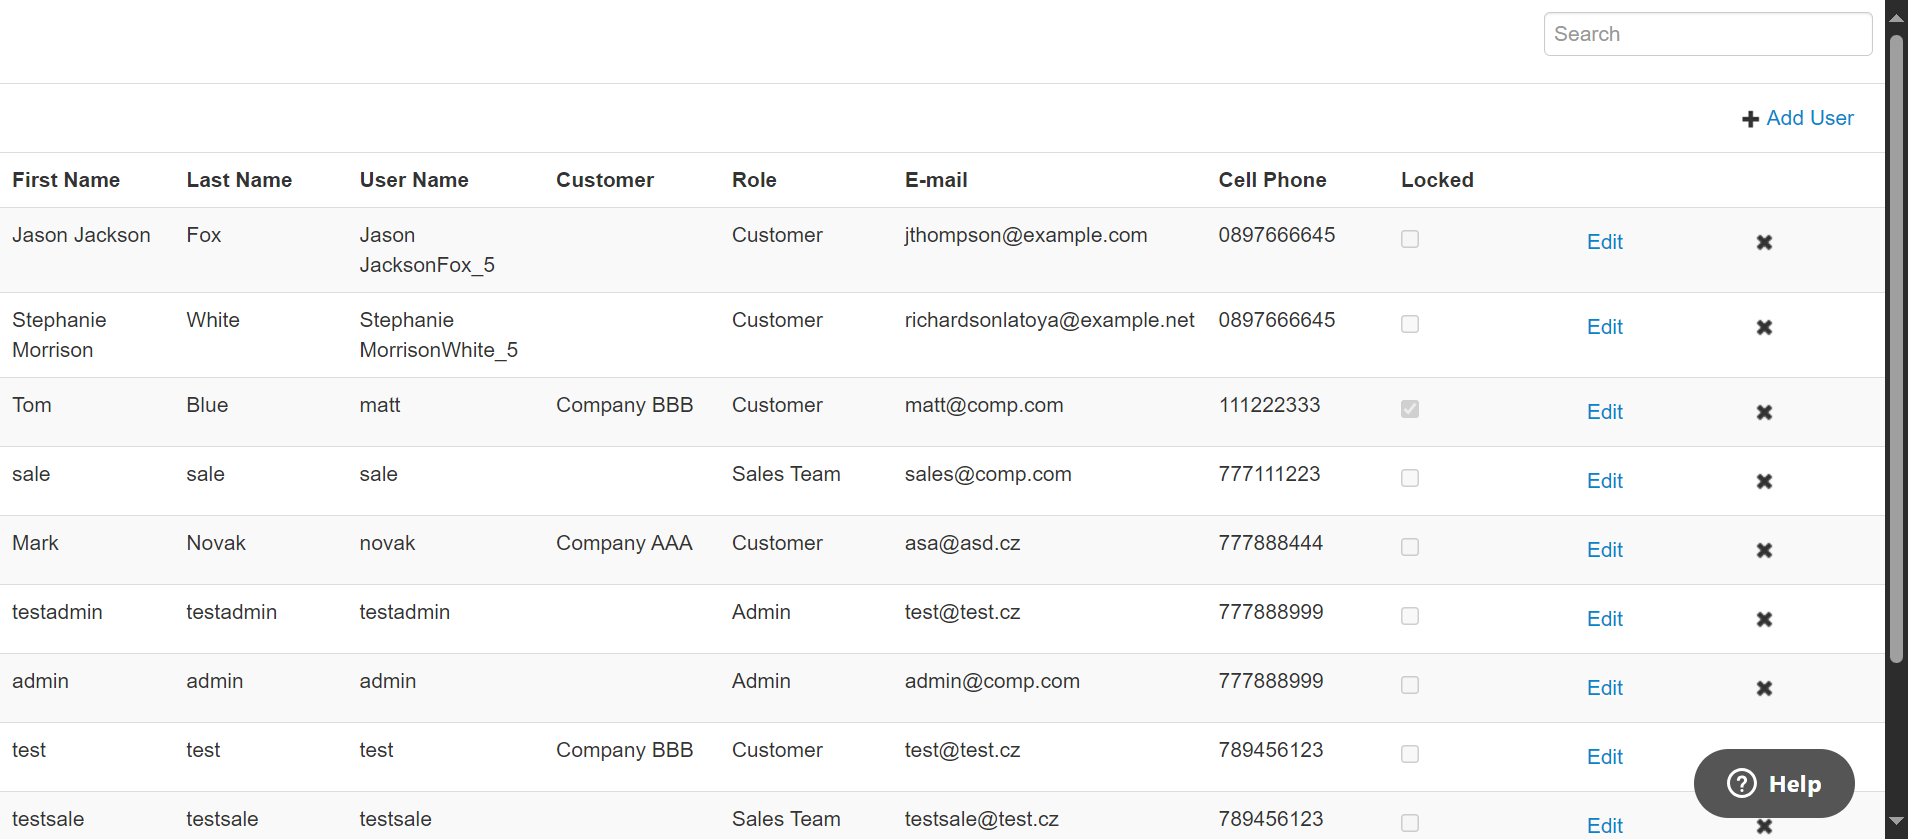 Search
Add User
First Name Last Name User Name Customer Role E-mail Cell Phone Locked
Jason Jackson Fox Jason Customer jthompson@example.com 0897666645 Edit
JacksonFox_5
Stephanie White Stephanie Customer richardsonlatoya@example.net 0897666645 Edit
Morrison MorrisonWhite_5
Tom Blue matt Company BBB Customer matt@comp.com 111222333 Edit
sale sale sale Sales Team sales@comp.com 777111223 Edit
Mark Novak novak Company AAA Customer asa@asd.cz 777888444 Edit
testadmin testadmin testadmin Admin test@test.cz 777888999 Edit
admin admin admin Admin admin@comp.com 777888999 Edit
test test test Company BBB Customer test@test.cz 789456123 Edit
Help
testsale testsale testsale Sales Team testsale@test.cz 789456123 Edit